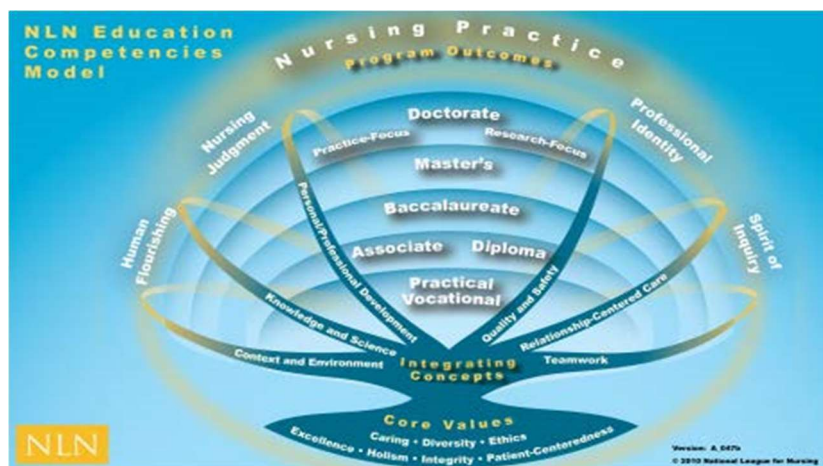 NLN Education
Competencies
Model
Nursing Practice
Program Outcomes
Human
Flourishing
Nursing
Judgment
Professional
Identity
Spirit of
Inquiry
Doctorate
Practice-Focus
Research-Focus
Master's
Baccalaureate
Associate
Diploma
Practical
Vocational
Context and Environment
Knowledge and Science
Personal/Professional Development
Quality and Safety
Relationship-Centered Care
Teamwork
Integrating
Concepts
Core Values
Caring • Diversity • Ethics
Excellence • Holism • Integrity • Patient-Centeredness
NLN
Version: A_047b
© 2010 National League for Nursing